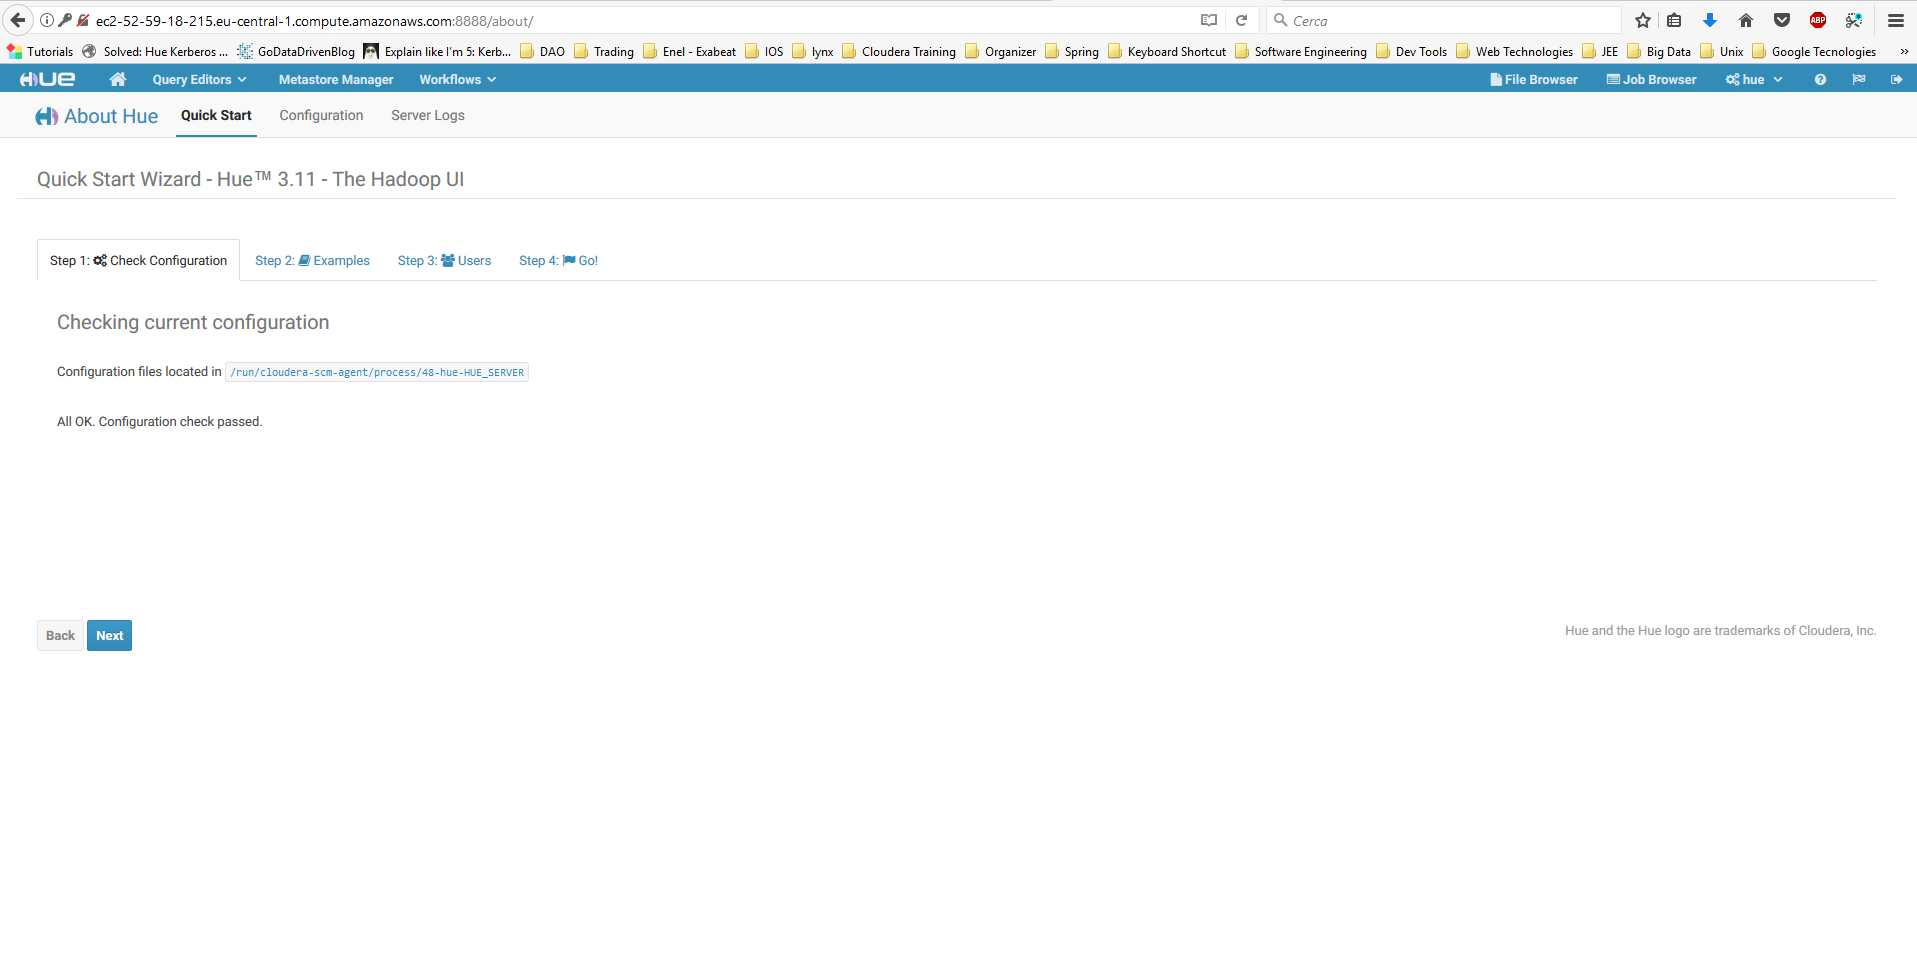 ec2-52-59-18-215.eu-central-1.compute.amazonaws.com:8888/about/ Cerca ABP
Tutorials Solved: Hue Kerberos ... GoDataDrivenBlog Explain like I'm 5: Kerb... DAO Trading Enel - Exabeat IOS lynx Cloudera Training Organizer Spring Keyboard Shortcut Software Engineering Dev Tools Web Technologies JEE Big Data Unix Google Tecnologies »
HUE Query Editors Metastore Manager Workflows File Browser Job Browser hue
About Hue Quick Start Configuration Server Logs
Quick Start Wizard - Hue™ 3.11 - The Hadoop UI
Step 1: Check Configuration Step 2: Examples Step 3: Users Step 4: Go!
Checking current configuration
Configuration files located in /run/cloudera-scm-agent/process/48-hue-HUE_SERVER
All OK. Configuration check passed.
Back Next Hue and the Hue logo are trademarks of Cloudera, Inc.